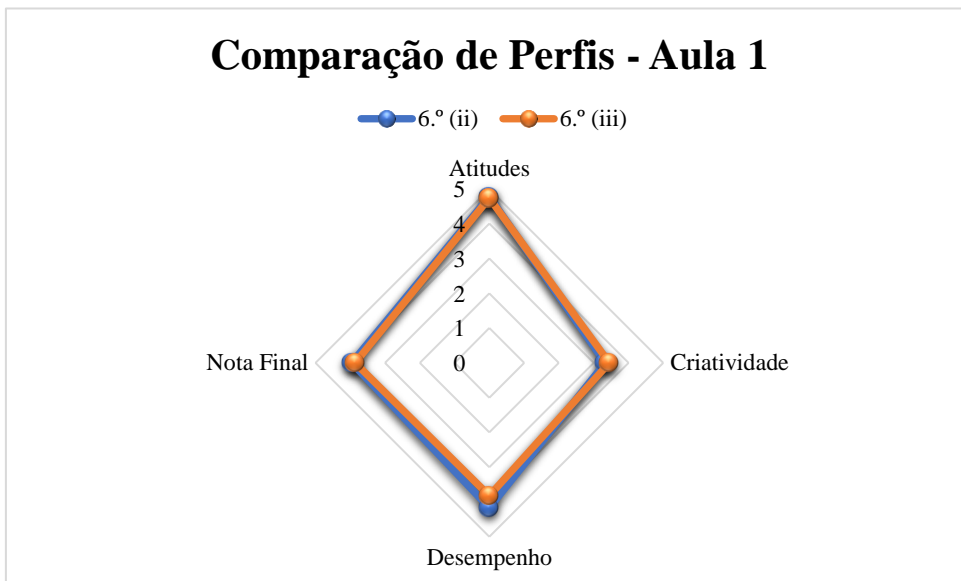 Comparação de Perfis - Aula 1
6.º (ii) 6.º (iii)
Atitudes
5
4
3
2
1
0
Nota Final
Criatividade
Desempenho